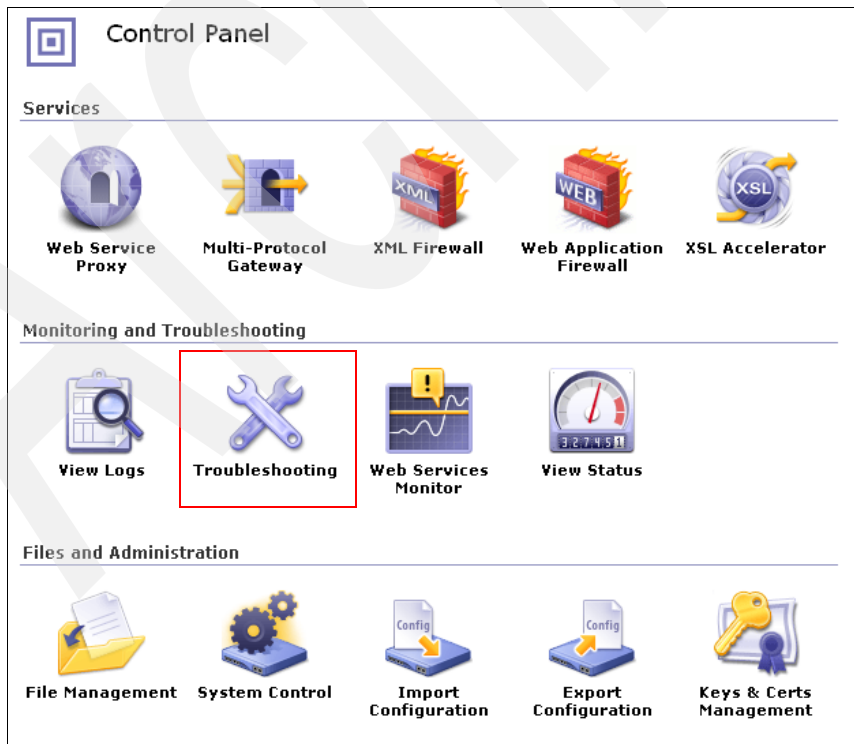 Control Panel
Services
XML
WEB
XSL
Web Service
Proxy
Multi-Protocol
Gateway
XML Firewall
Web Application
Firewall
XSL Accelerator
Monitoring and Troubleshooting
!
3 2 7 4 5 1
View Logs
Troubleshooting
Web Services
Monitor
View Status
Files and Administration
Config
Config
File Management
System Control
Import
Configuration
Export
Configuration
Keys & Certs
Management